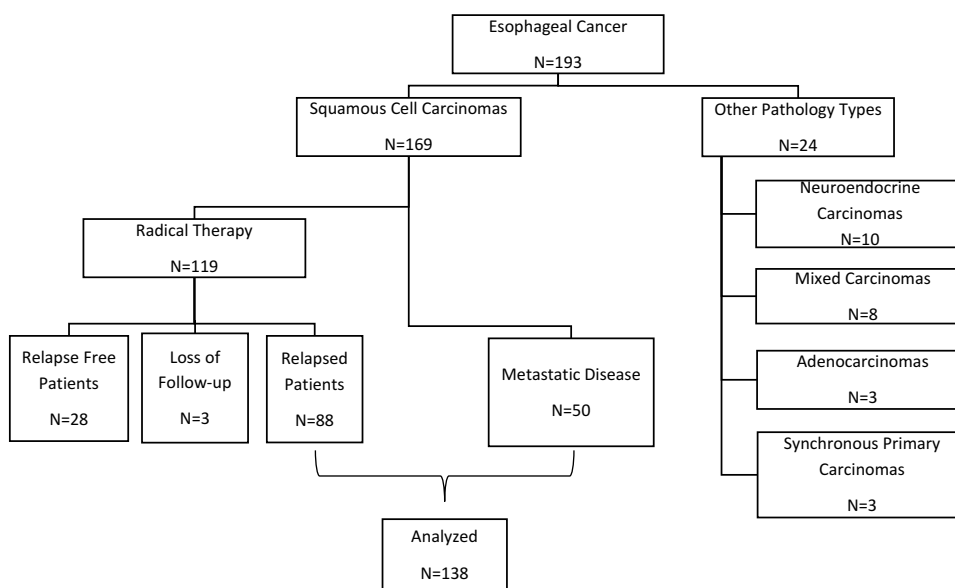 Esophageal Cancer
N=193
Squamous Cell Carcinomas
N=169
Other Pathology Types
N=24
Neuroendocrine
Carcinomas
N=10
Radical Therapy
N=119
Mixed Carcinomas
N=8
Relapse Free
Patients
N=28
Loss of
Follow-up
N=3
Relapsed
Patients
N=88
Metastatic Disease
N=50
Adenocarcinomas
N=3
Synchronous Primary
Carcinomas
N=3
Analyzed
N=138